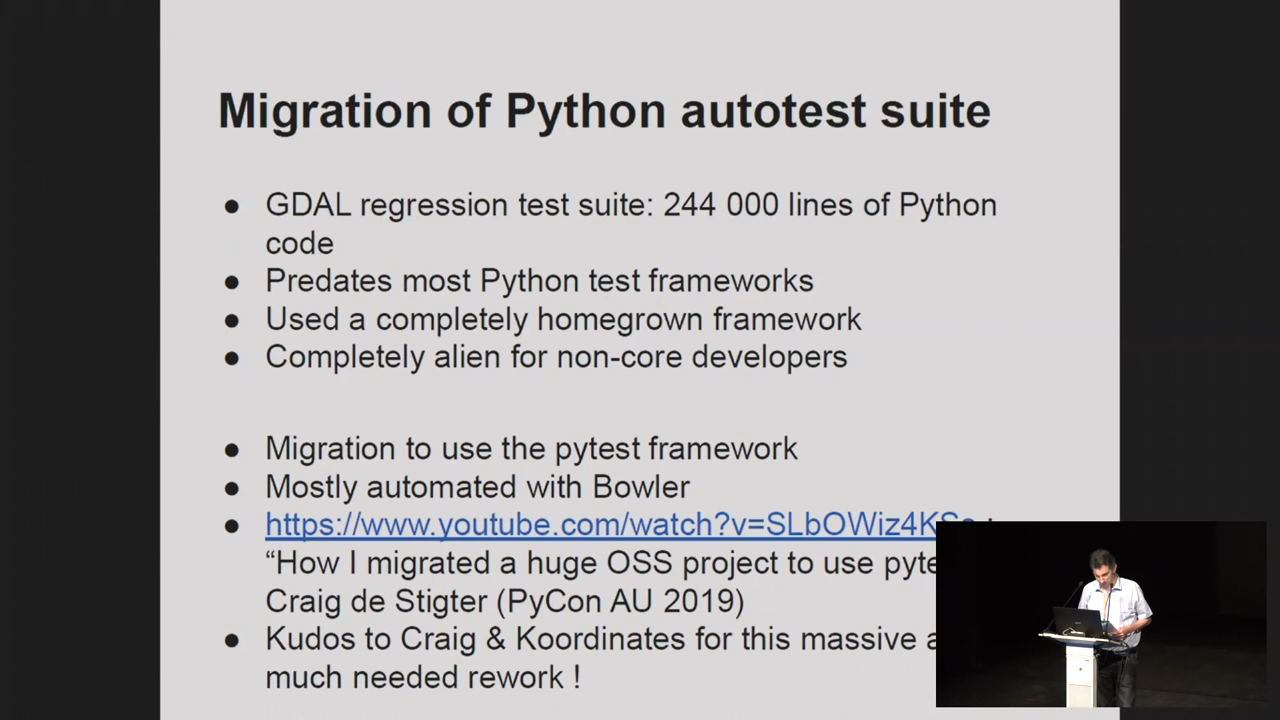 Migration of Python autotest suite
● GDAL regression test suite: 244 000 lines of Python
code
● Predates most Python test frameworks
● Used a completely homegrown framework
● Completely alien for non-core developers
● Migration to use the pytest framework
● Mostly automated with Bowler
● https://www.youtube.com/watch?v=SLbOWiz4K
“How I migrated a huge OSS project to use
Craig de Stigter (PyCon AU 2019)
● Kudos to Craig & Koordinates for this massive
much needed rework !